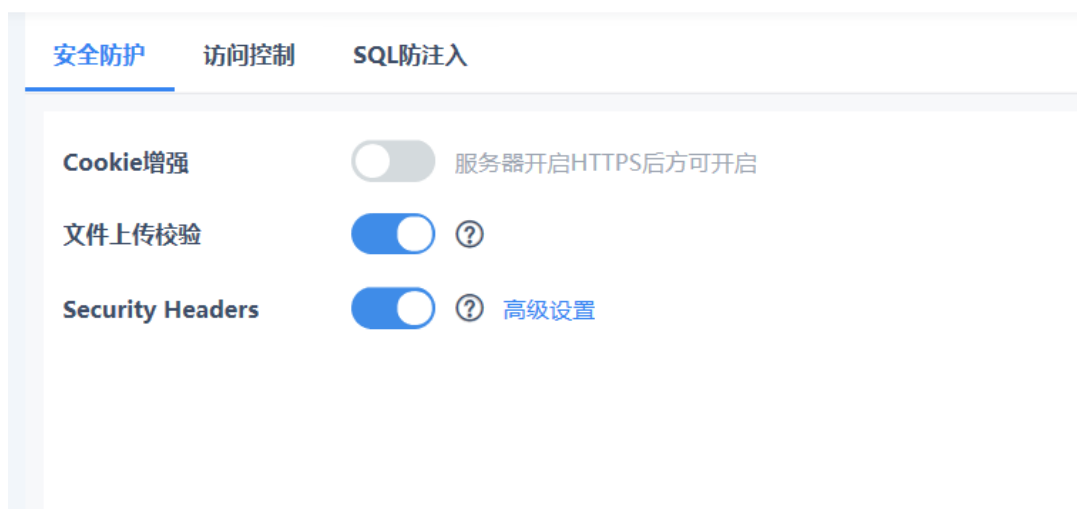 安全防护 访问控制 SQL防注入
Cookie增强 服务器开启HTTPS后方可开启
文件上传校验 ?
Security Headers ? 高级设置